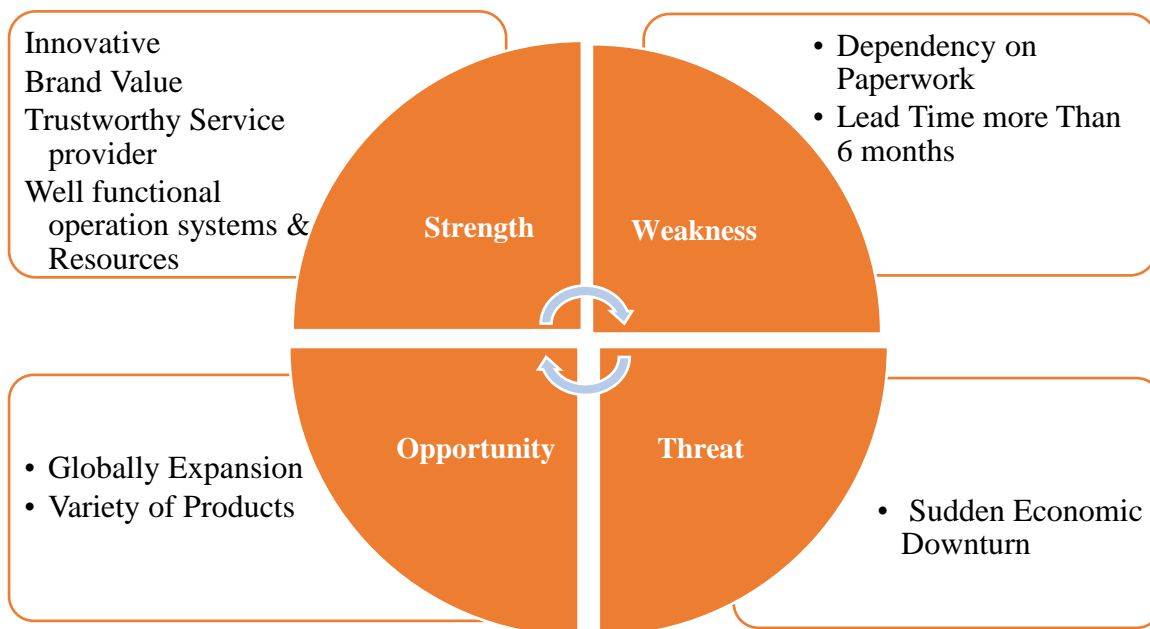 Innovative
Brand Value
Trustworthy Service
provider
Well functional
operation systems &
Resources
• Dependency on
Paperwork
• Lead Time more Than
6 months
Strength
Weakness
Opportunity
Threat
• Globally Expansion
• Variety of Products
• Sudden Economic
Downturn